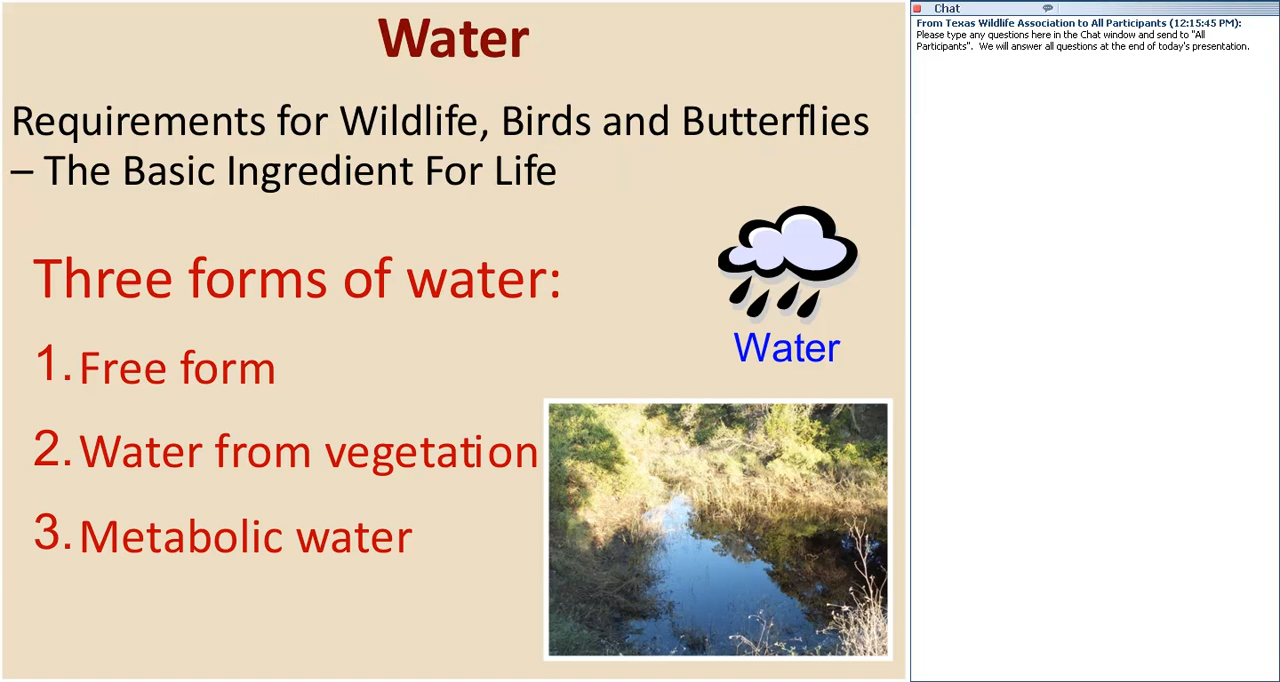 Water
Requirements for Wildlife, Birds and Butterflies
– The Basic Ingredient For Life
Three forms of water:
1. Free form
2. Water from vegetation
3. Metabolic water
Water
Chat
From Texas Wildlife Association to All Participants (12:15:45 PM):
Please type any questions here in the Chat window and send to "All
Participants". We will answer all questions at the end of today's presentation.